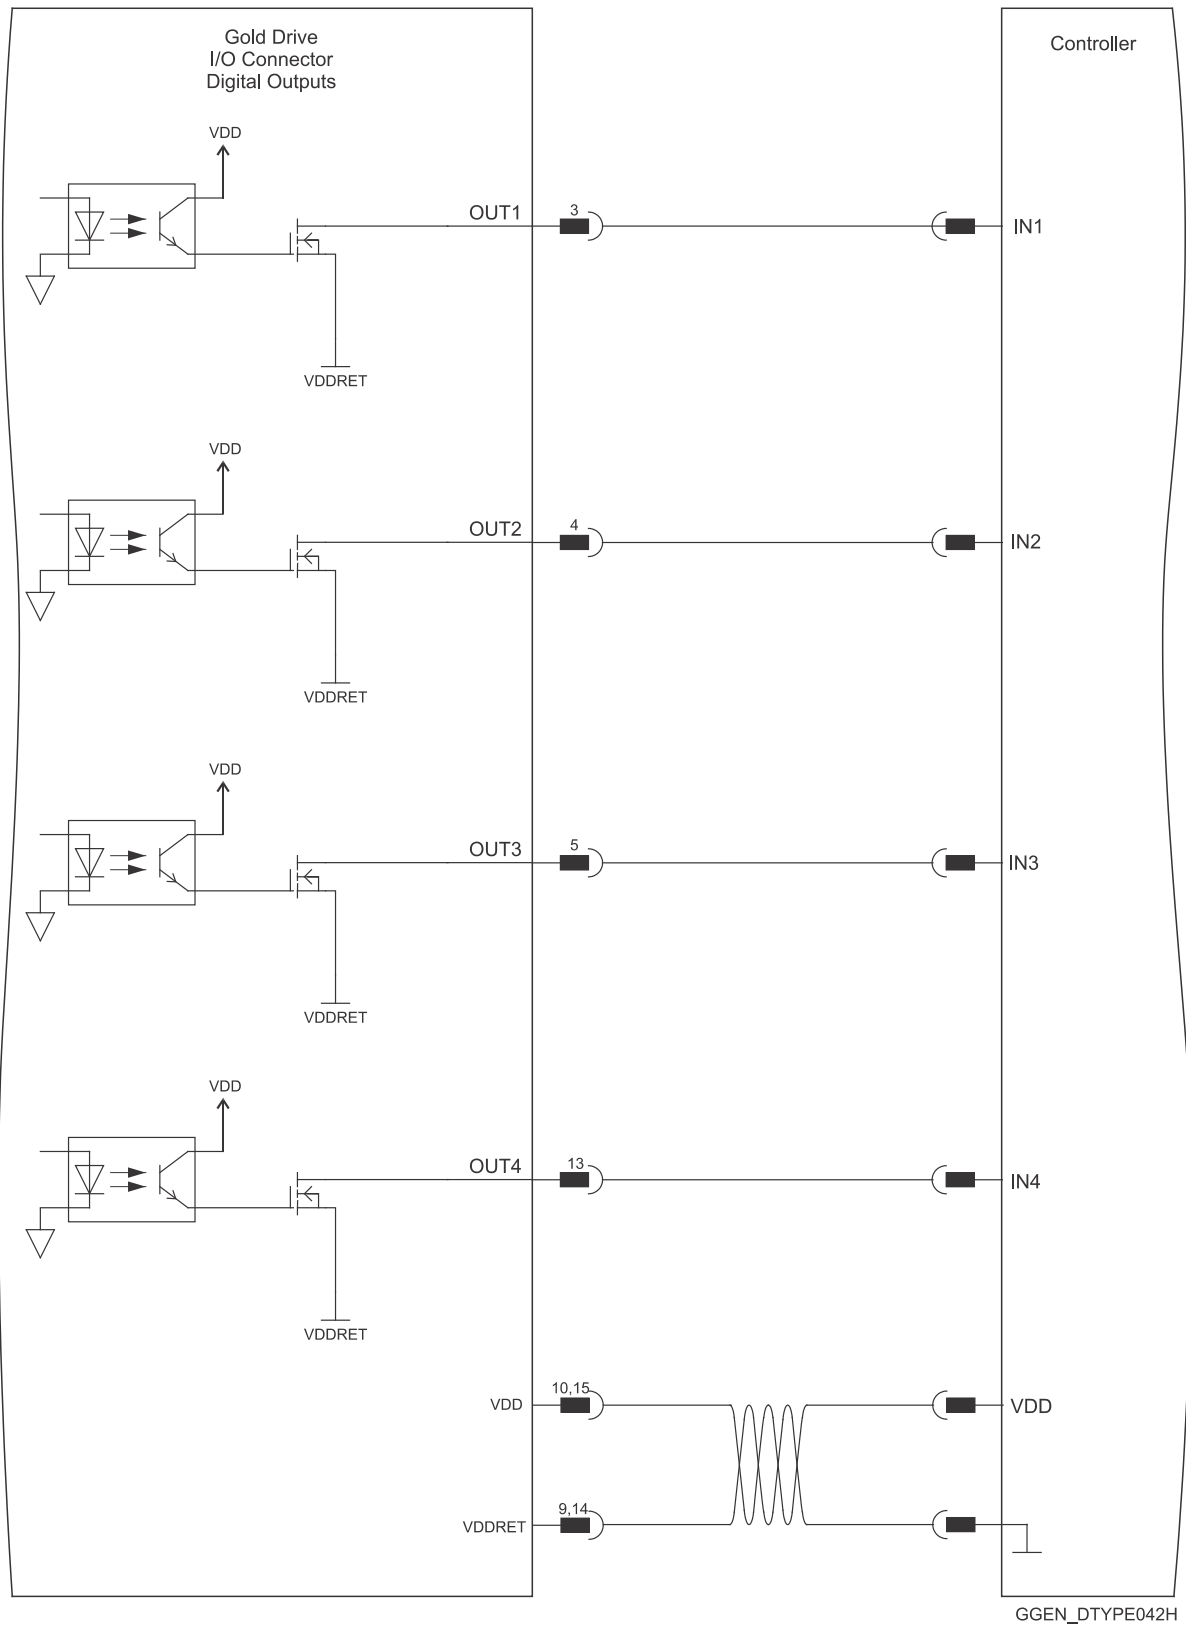 Gold Drive
I/O Connector
Digital Outputs
Controller
VDD
OUT1
3
IN1
VDDRET
VDD
OUT2
4
IN2
VDDRET
VDD
OUT3
5
IN3
VDDRET
VDD
OUT4
13
IN4
VDDRET
VDD
10,15
VDD
VDDRET
9,14
GGEN_DTYPE042H